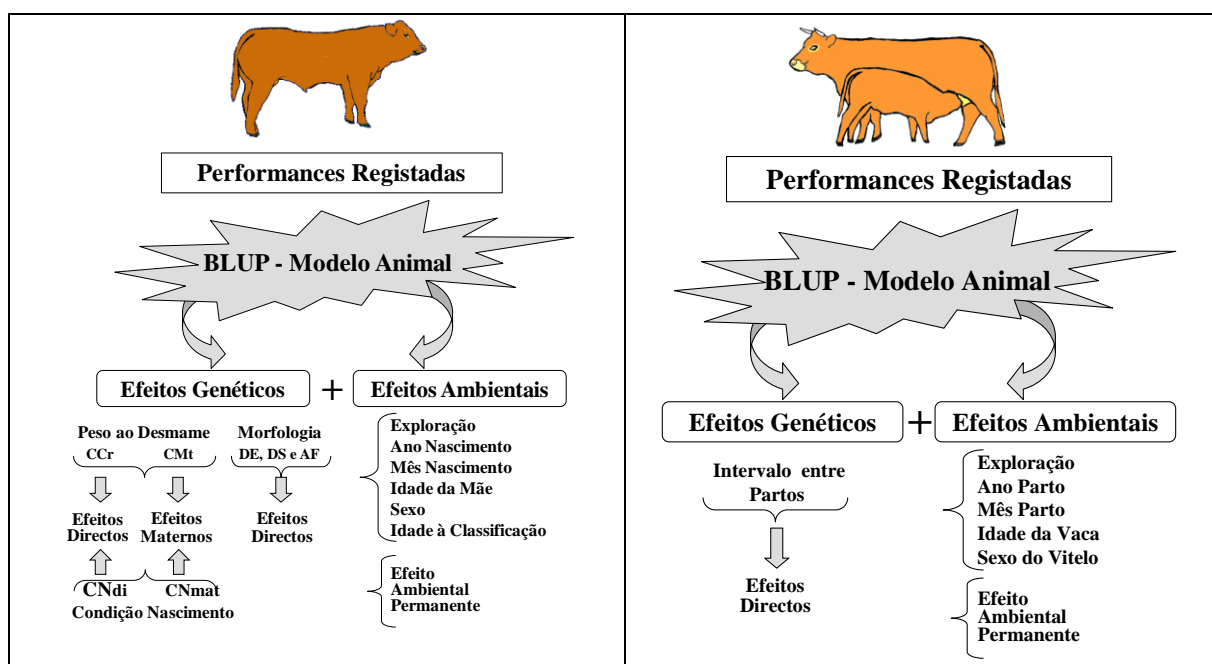 Performances Registadas
BLUP - Modelo Animal
Efeitos Genéticos + Efeitos Ambientais
Peso ao Desmame
CCr CMt
Efeitos
Directos
Efeitos
Maternos
CNdi CNmat
Condição Nascimento
Morfologia
DE, DS e AF
Efeitos
Directos
Exploração
Ano Nascimento
Mês Nascimento
Idade da Mãe
Sexo
Idade à Classificação
Efeito
Ambiental
Permanente
Performances Registadas
BLUP - Modelo Animal
Efeitos Genéticos + Efeitos Ambientais
Intervalo entre
Partos
Efeitos
Directos
Exploração
Ano Parto
Mês Parto
Idade da Vaca
Sexo do Vitelo
Efeito
Ambiental
Permanente